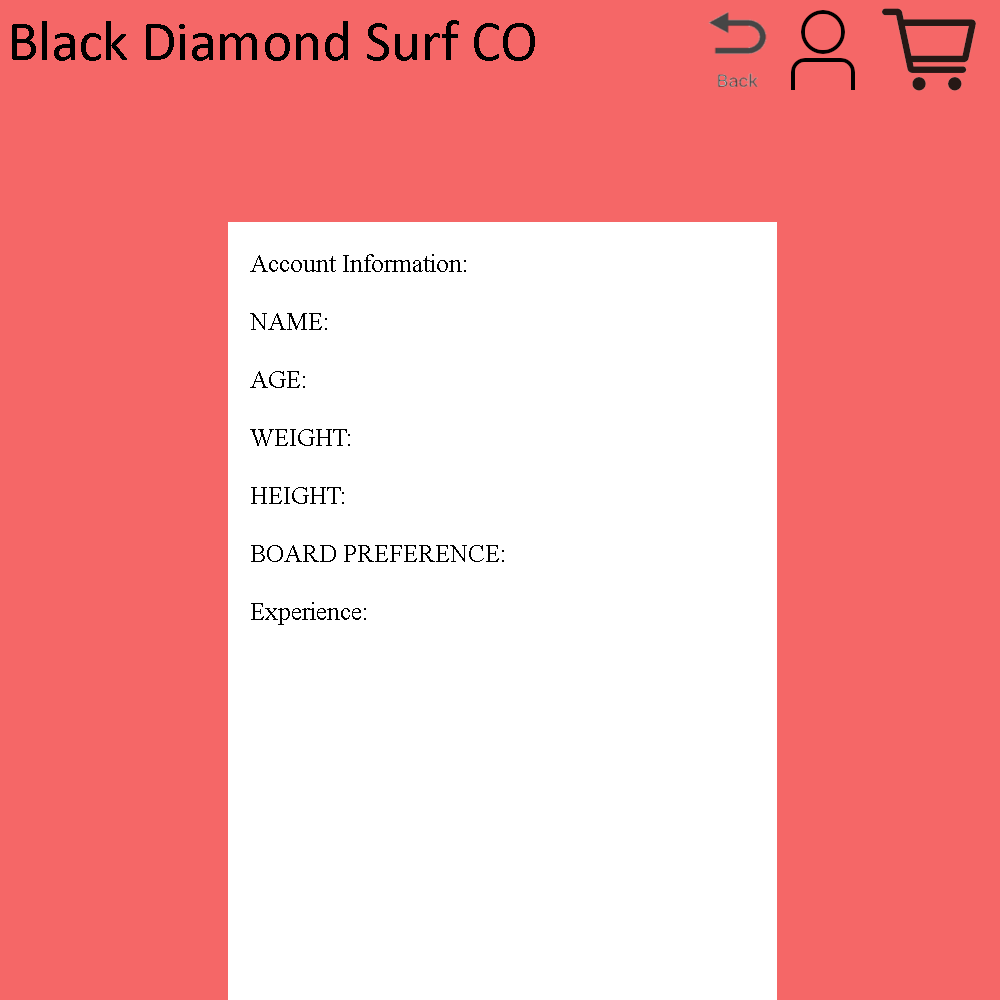 Black Diamond Surf CO
Back
Account Information:
NAME:
AGE:
WEIGHT:
HEIGHT:
BOARD PREFERENCE:
Experience: